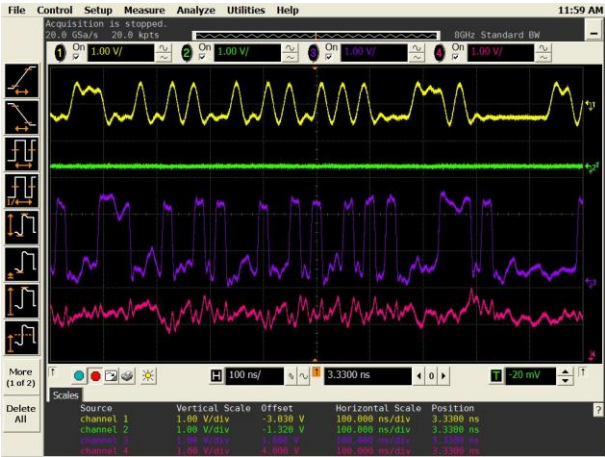 File Control Setup Measure Analyze Utilities Help 11:59 AM
Acquisition is stopped.
20.0 GSa/s 20.0 kpts 8GHz Standard BW
1 On 1.00 V/ 2 On 1.00 V/ 3 On 1.00 V/ 4 On 1.00 V/
More
(1 of 2)
Delete
All
H 100 ns/ 3.3300 ns 0 T -20 mV
Scales
Source Vertical Scale Offset Horizontal Scale Position
channel 1 1.00 V/div -3.030 V 100.000 ns/div 3.3300 ns
channel 2 1.00 V/div -1.320 V 100.000 ns/div 3.3300 ns
channel 3 1.00 V/div 100.000 ns/div 3.3300 ns
channel 4 1.00 V/div 4.000 V 100.000 ns/div 3.3300 ns
?